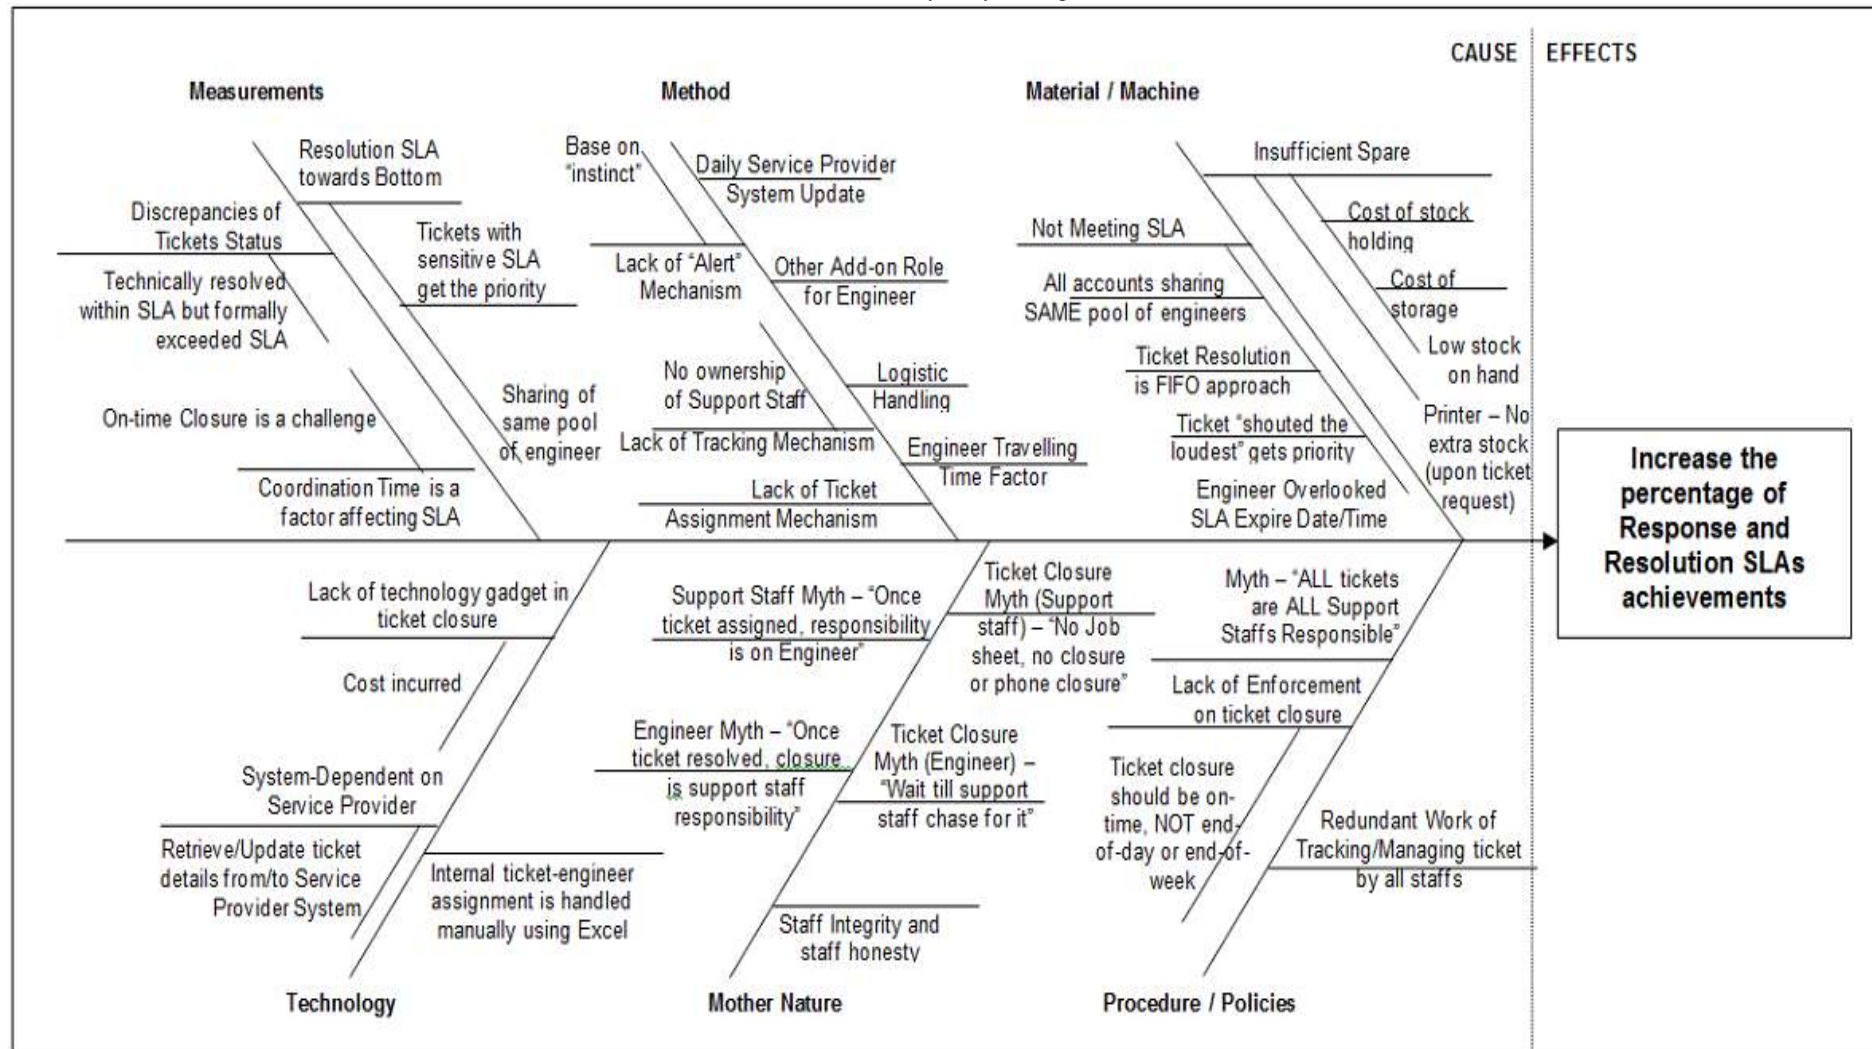 CAUSE
EFFECTS
Measurements
Method
Material / Machine
Resolution SLA
towards Bottom
Discrepancies of
Tickets Status
Technically resolved
within SLA but formally
exceeded SLA
Tickets with
sensitive SLA
get the priority
On-time Closure is a challenge
Sharing of
same pool
of engineer
Coordination Time is a
factor affecting SLA
Base on
"instinct"
Daily Service Provider
System Update
Lack of "Alert"
Mechanism
Other Add-on Role
for Engineer
No ownership
of Support Staff
Logistic
Handling
Lack of Tracking Mechanism
Engineer Travelling
Time Factor
Lack of Ticket
Assignment Mechanism
Insufficient Spare
Not Meeting SLA
Cost of stock
holding
All accounts sharing
SAME pool of engineers
Cost of
storage
Ticket Resolution
is FIFO approach
Low stock
on hand
Ticket "shouted the
loudest" gets priority
Printer – No
extra stock
(upon ticket
request)
Engineer Overlooked
SLA Expire Date/Time
Increase the
percentage of
Response and
Resolution SLAs
achievements
Lack of technology gadget in
ticket closure
Cost incurred
System-Dependent on
Service Provider
Retrieve/Update ticket
details from/to Service
Provider System
Internal ticket-engineer
assignment is handled
manually using Excel
Support Staff Myth – "Once
ticket assigned, responsibility
is on Engineer"
Ticket Closure
Myth (Support
staff) – "No Job
sheet, no closure
or phone closure"
Engineer Myth – "Once
ticket resolved, closure
is support staff
responsibility"
Ticket Closure
Myth (Engineer) –
"Wait till support
staff chase for it"
Staff Integrity and
staff honesty
Myth – "ALL tickets
are ALL Support
Staffs Responsible"
Lack of Enforcement
on ticket closure
Ticket closure
should be on-
time, NOT end-
of-day or end-of-
week
Redundant Work of
Tracking/Managing ticket
by all staffs
Technology
Mother Nature
Procedure / Policies